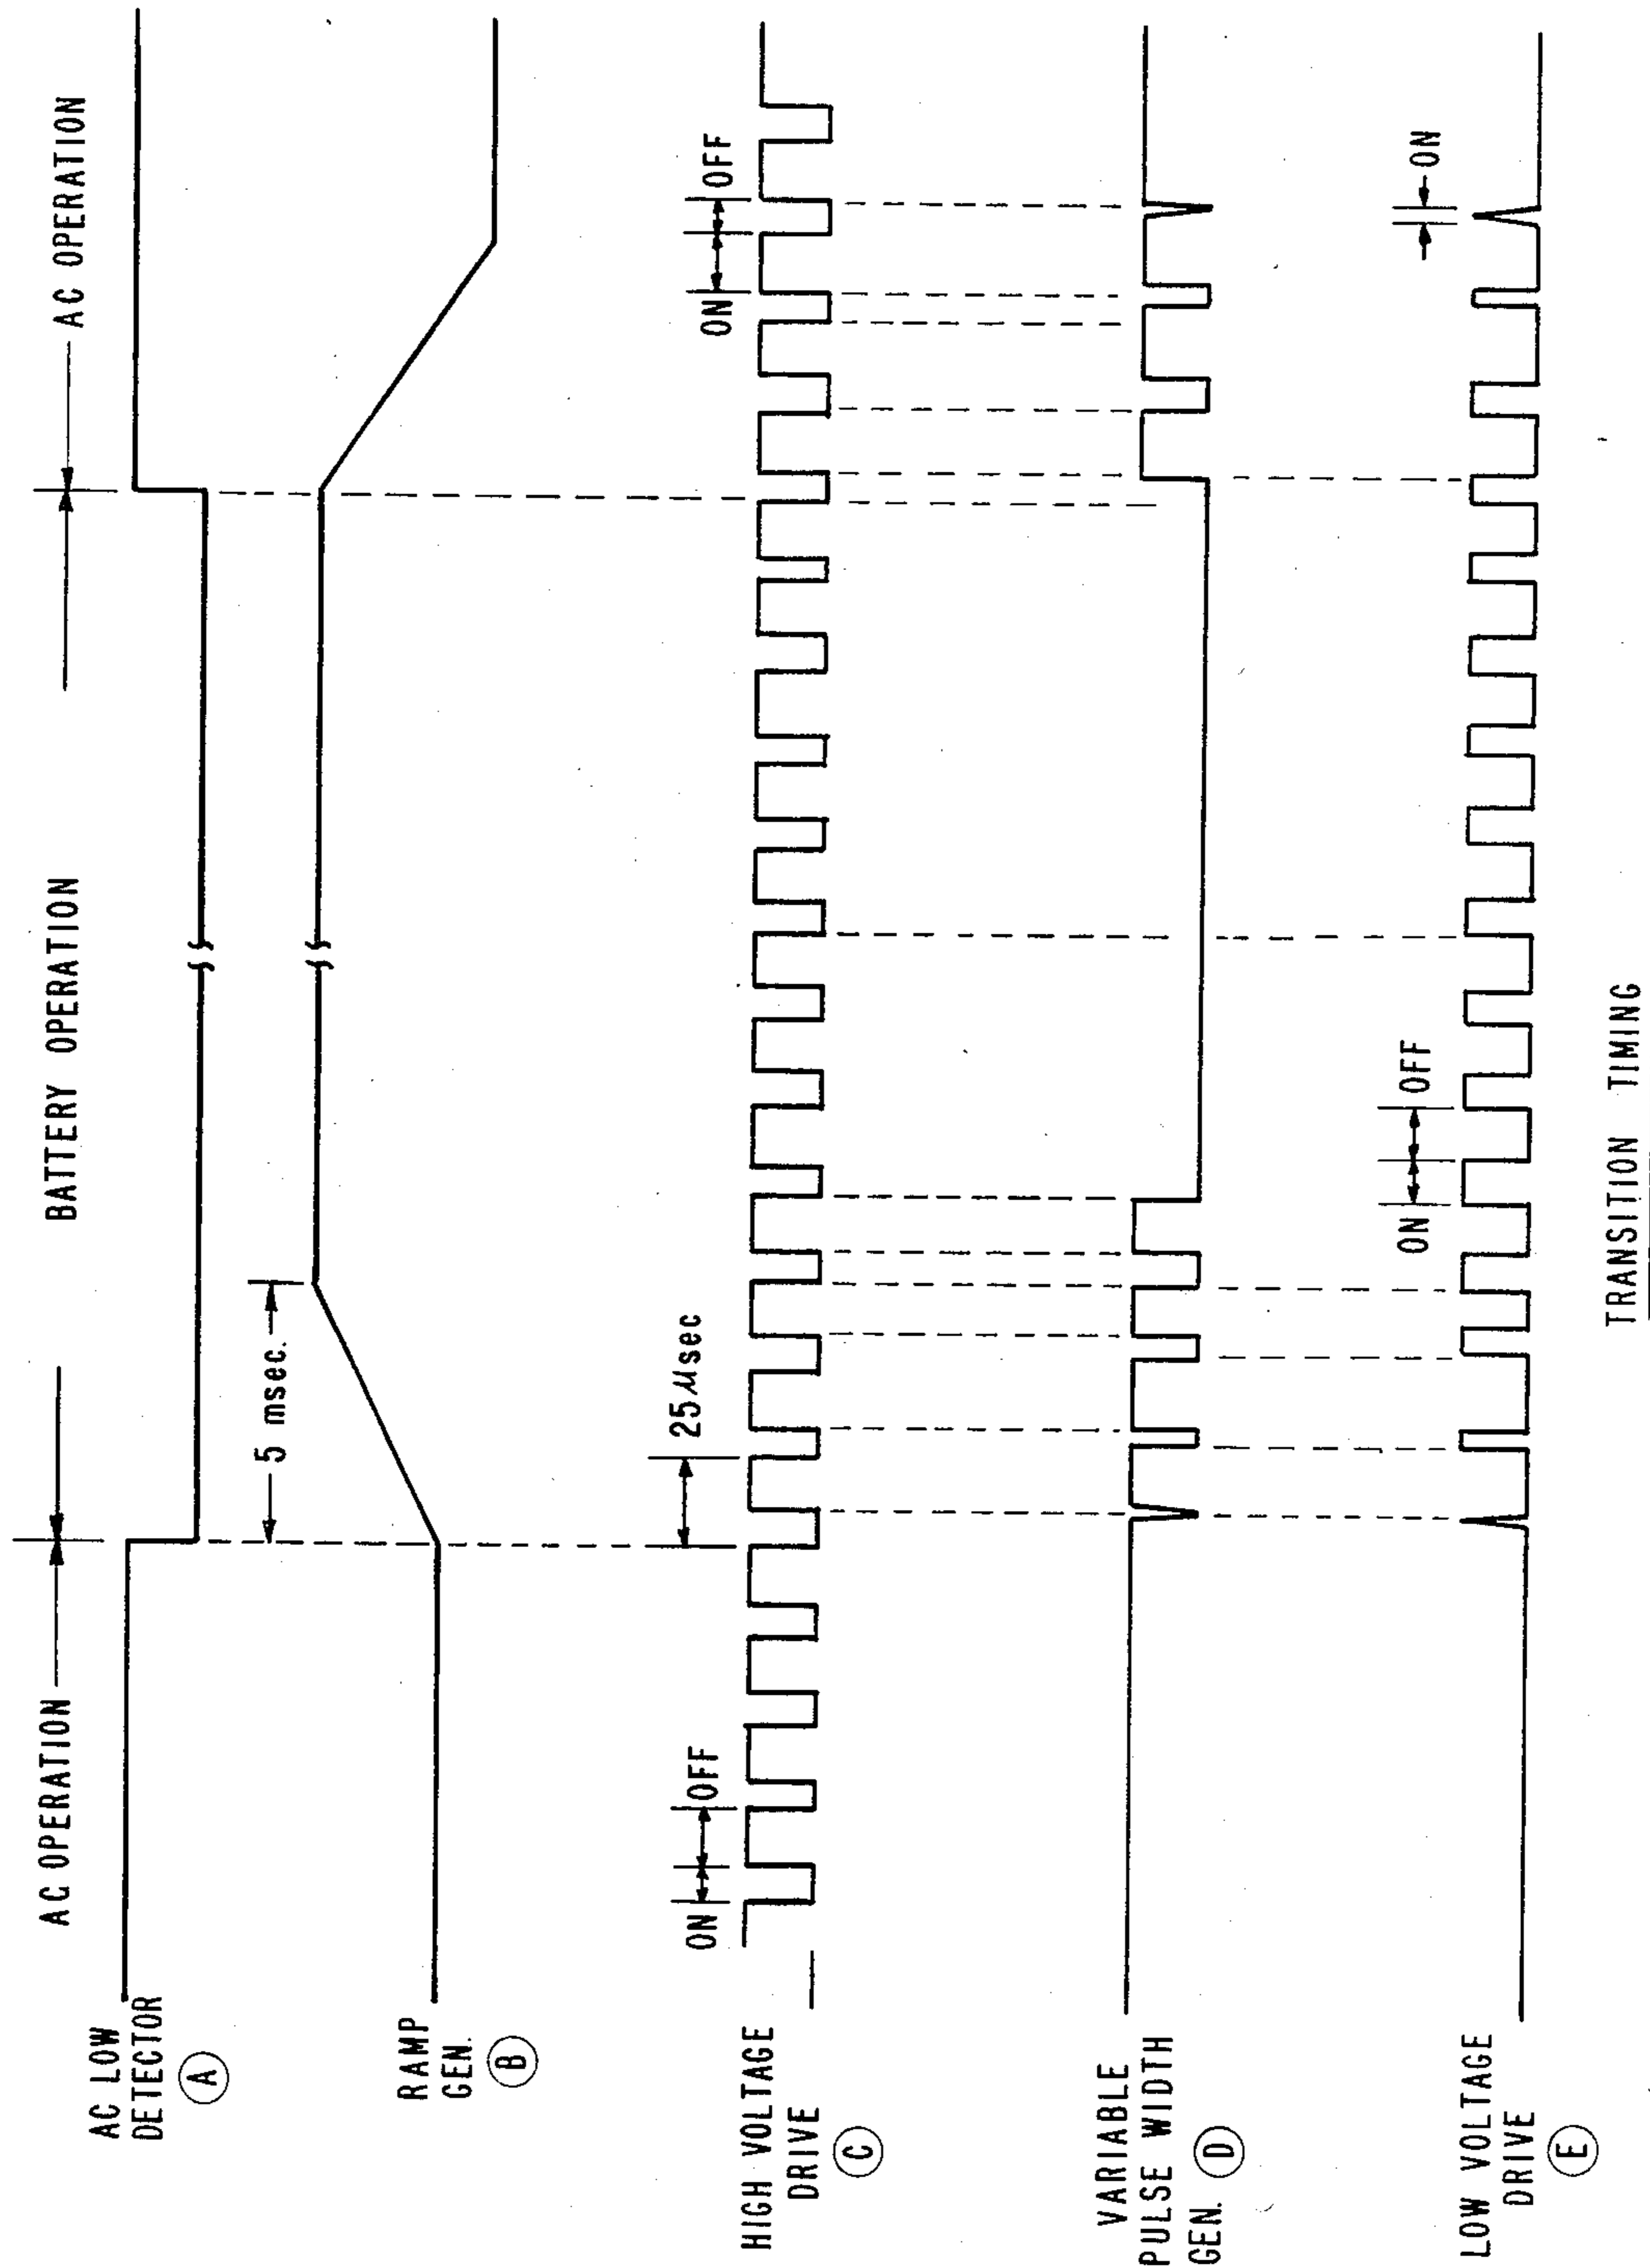 AC OPERATION
BATTERY OPERATION
AC OPERATION
AC LOW
DETECTOR
A
5 msec.
RAMP
GEN.
B
25 μsec
ON
OFF
ON
OFF
HIGH VOLTAGE
DRIVE
C
VARIABLE
PULSE WIDTH
GEN. D
ON
OFF
ON
LOW VOLTAGE
DRIVE
E
TRANSITION TIMING